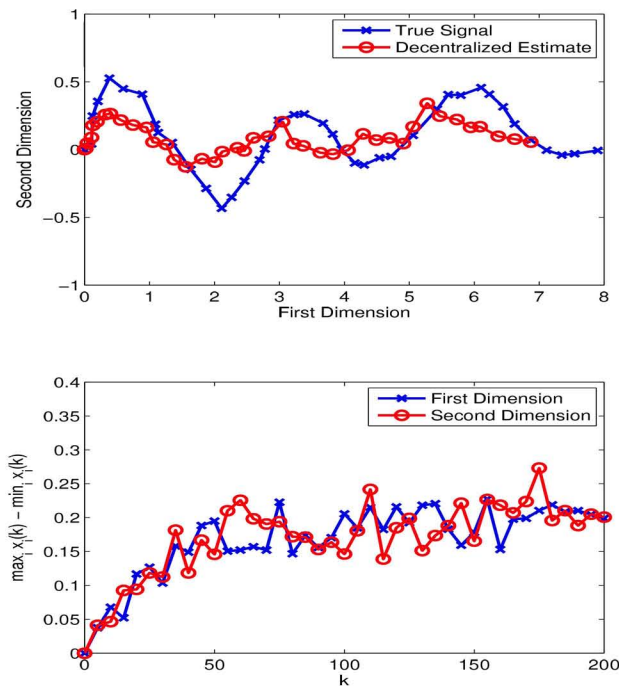 1
0.5
0
−0.5
−1
Second Dimension
True Signal
Decentralized Estimate
0 1 2 3 4 5 6 7 8
First Dimension
0.4
0.35
0.3
0.25
0.2
0.15
0.1
0.05
0
max_i x_i(k) − min_i x_i(k)
First Dimension
Second Dimension
0 50 100 150 200
k